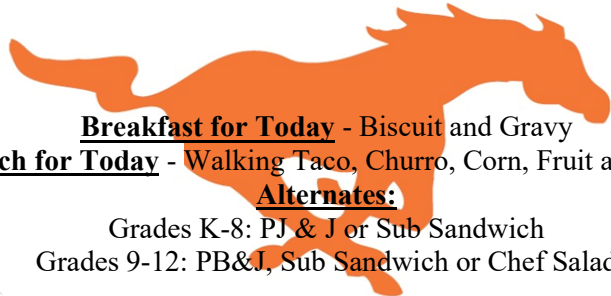 Breakfast for Today - Biscuit and Gravy
ch for Today - Walking Taco, Churro, Corn, Fruit a
Alternates:
Grades K-8: PJ & J or Sub Sandwich
Grades 9-12: PB&J, Sub Sandwich or Chef Salad